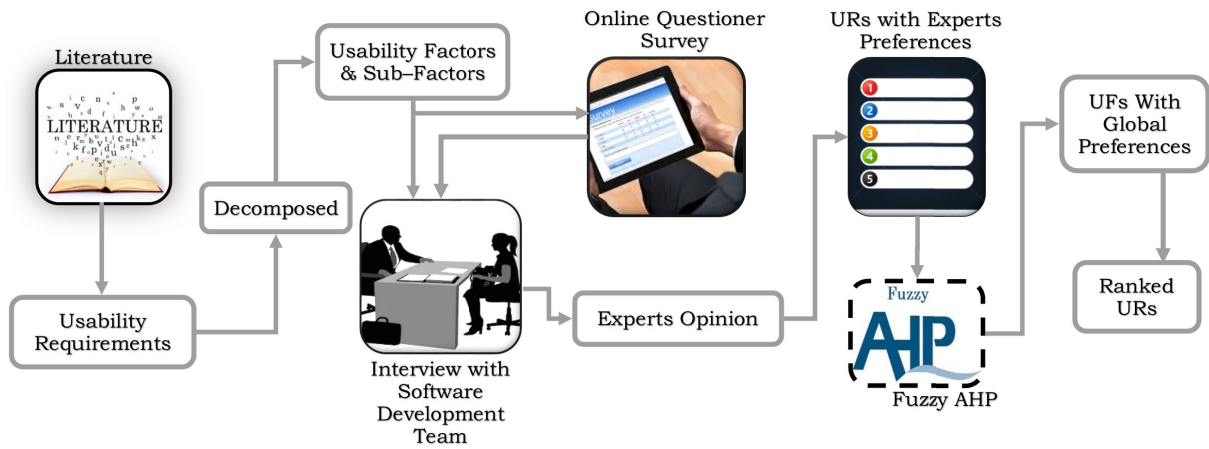 Literature
LITERATURE
Usability
Requirements
Decomposed
Usability Factors
& Sub–Factors
Online Questioner
Survey
survey
Interview with
Software
Development
Team
Experts Opinion
URs with Experts
Preferences
1
2
3
4
5
Fuzzy
AHP
Fuzzy AHP
UFs With
Global
Preferences
Ranked
URs